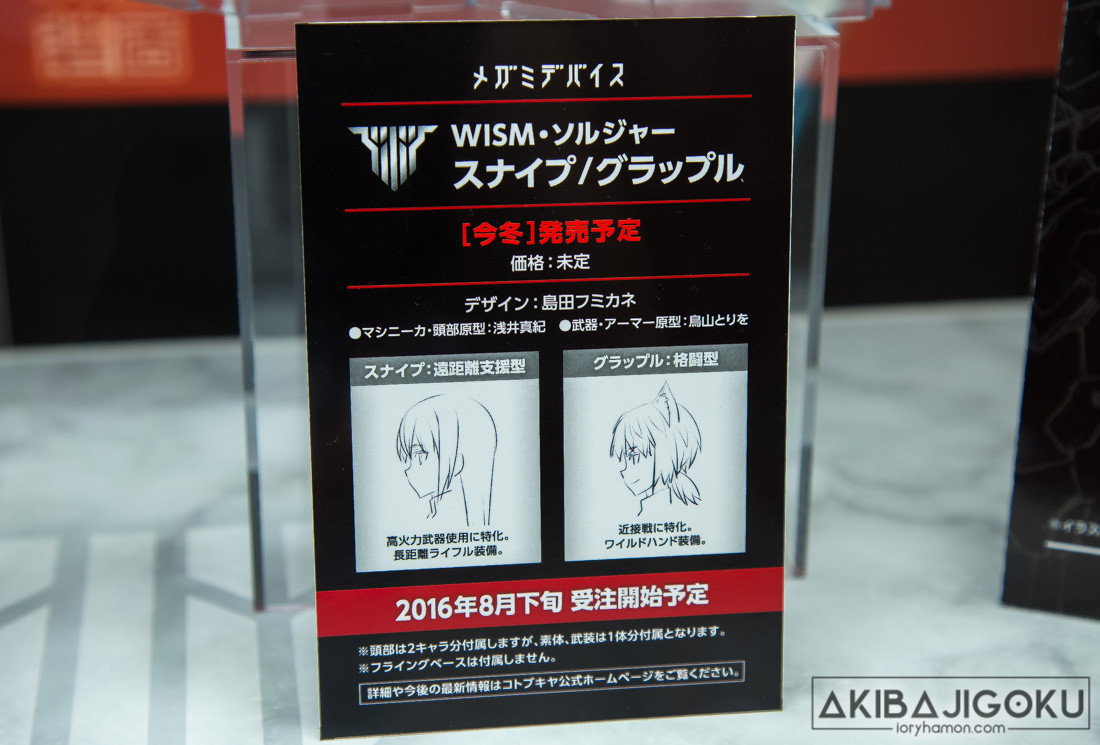 メガミデバイス
WISM・ソルジャー
スナイプ/グラップル
[今冬]発売予定
価格：未定
デザイン：島田フミカネ
●マシニーカ・頭部原型：浅井真紀 ●武器・アーマー原型：鳥山とりを
スナイプ：遠距離支援型
高火力武器使用に特化。
長距離ライフル装備。
グラップル：格闘型
近接戦に特化。
ワイルドハンド装備。
2016年8月下旬 受注開始予定
※頭部は2キャラ分付属しますが、素体、武装は1体分付属となります。
※フライングベースは付属しません。
詳細や今後の最新情報はコトブキヤ公式ホームページをご覧ください。
※イラス
AKIBAJIGOKU
ioryhamon.com